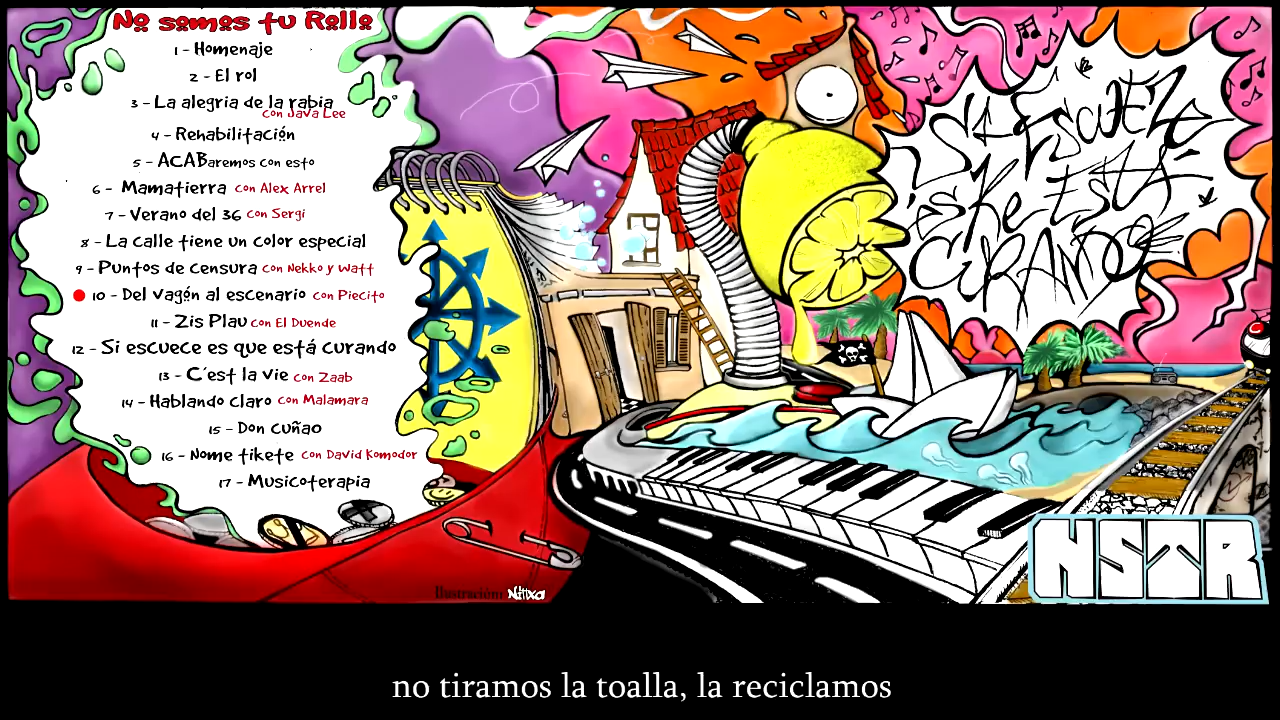 No somos tu Rollo
1 - Homenaje
2 - El rol
3 - La alegria de la rabia
con Java Lee
4 - Rehabilitación
5 - ACABaremos con esto
6 - Mamatierra con Alex Arrel
7 - Verano del 36 con Sergi
8 - La calle tiene un color especial
9 - Puntos de censura con Nekko y Watt
10 - Del vagón al escenario con Piecito
11 - Zis Plau con El Duende
12 - Si escuece es que está curando
13 - C'est la vie con Zaab
14 - Hablando claro con Malamara
15 - Don cuñao
16 - Nome tikete con David Komodor
17 - Musicoterapia
SI ESCUEZE
ESKE ESTÁ
CURANDO
NSTR
no tiramos la toalla, la reciclamos